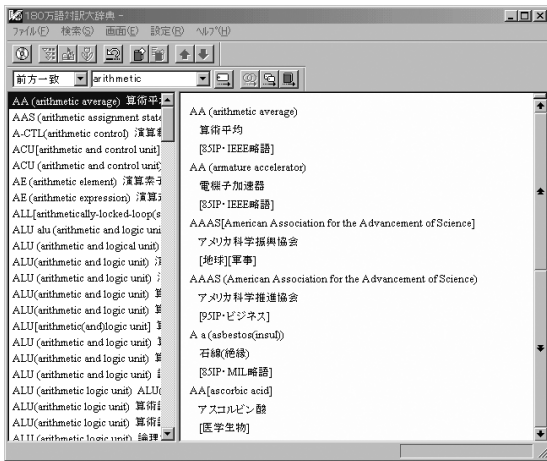 180万語対訳大辞典 -
ファイル(F) 検索(S) 画面(E) 設定(R) ヘルプ(H)
前方一致 arithmetic
AA (arithmetic average) 算術平
AAS (arithmetic assignment state
A-CTL(arithmetic control) 演算
ACU[arithmetic and control unit]
ACU (arithmetic and control unit)
AE (arithmetic element) 演算素子
AE (arithmetic expression) 演算
ALL[arithmetically-locked-loop(s
ALU alu (arithmetic and logic uni
ALU (arithmetic and logical unit)
ALU(arithmetic and logic unit)
ALU(arithmetic and logic unit)
ALU(arithmetic and logic unit)
ALU(arithmetic and logic unit)
ALU[arithmetic(and)logic unit]
ALU(arithmetic and logic unit)
ALU(arithmetic and logic unit)
ALU(arithmetic and logic unit)
ALU (arithmetic logic unit) ALU(
ALU(arithmetic logic unit) 算術
ALU(arithmetic logic unit) 算術
ALU(arithmetic logic unit) 論理
AA (arithmetic average)
算術平均
[85IP・IEEE略語]
AA (armature accelerator)
電機子加速器
[85IP・IEEE略語]
AAAS[American Association for the Advancement of Science]
アメリカ科学振興協会
[地球][軍事]
AAAS (American Association for the Advancement of Science)
アメリカ科学推進協会
[95IP・ビジネス]
A a (asbestos(insul))
石綿(絶縁)
[85IP・MIL略語]
AA[ascorbic acid]
アスコルビン酸
[医学生物]